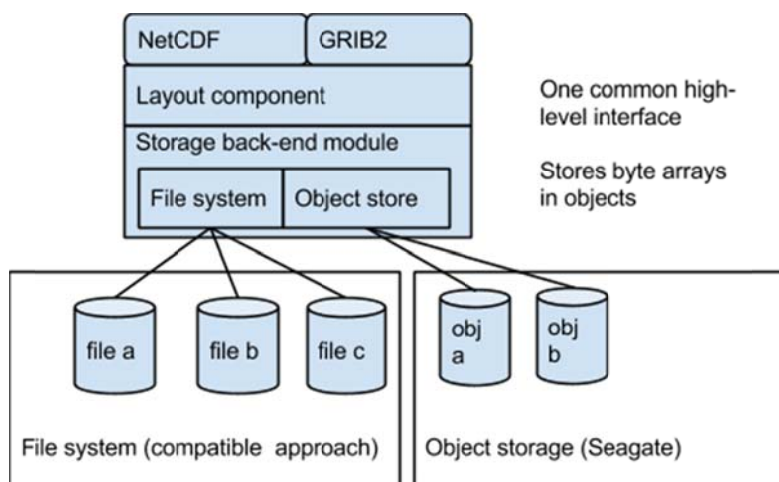 NetCDF
GRIB2
Layout component
Storage back-end module
File system
Object store
One common high-
level interface
Stores byte arrays
in objects
file a
file b
file c
obj
a
obj
b
File system (compatible approach)
Object storage (Seagate)